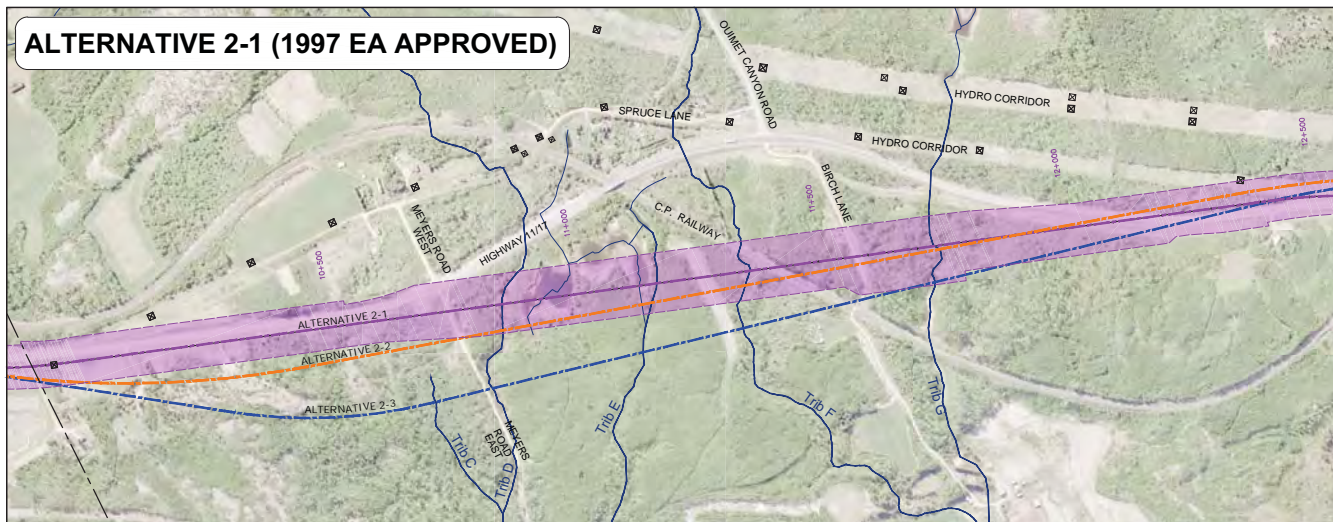 ALTERNATIVE 2-1 (1997 EA APPROVED)
OUIMET CANYON ROAD
HYDRO CORRIDOR
12+500
SPRUCE LANE
HYDRO CORRIDOR
12+000
BIRCH LANE
11+500
C.P. RAILWAY
11+000
HIGHWAY 11/17
MEYERS ROAD
WEST
10+500
ALTERNATIVE 2-1
ALTERNATIVE 2-2
ALTERNATIVE 2-3
Trib C
Trib D
MEYERS
ROAD
EAST
Trib E
Trib F
Trib G